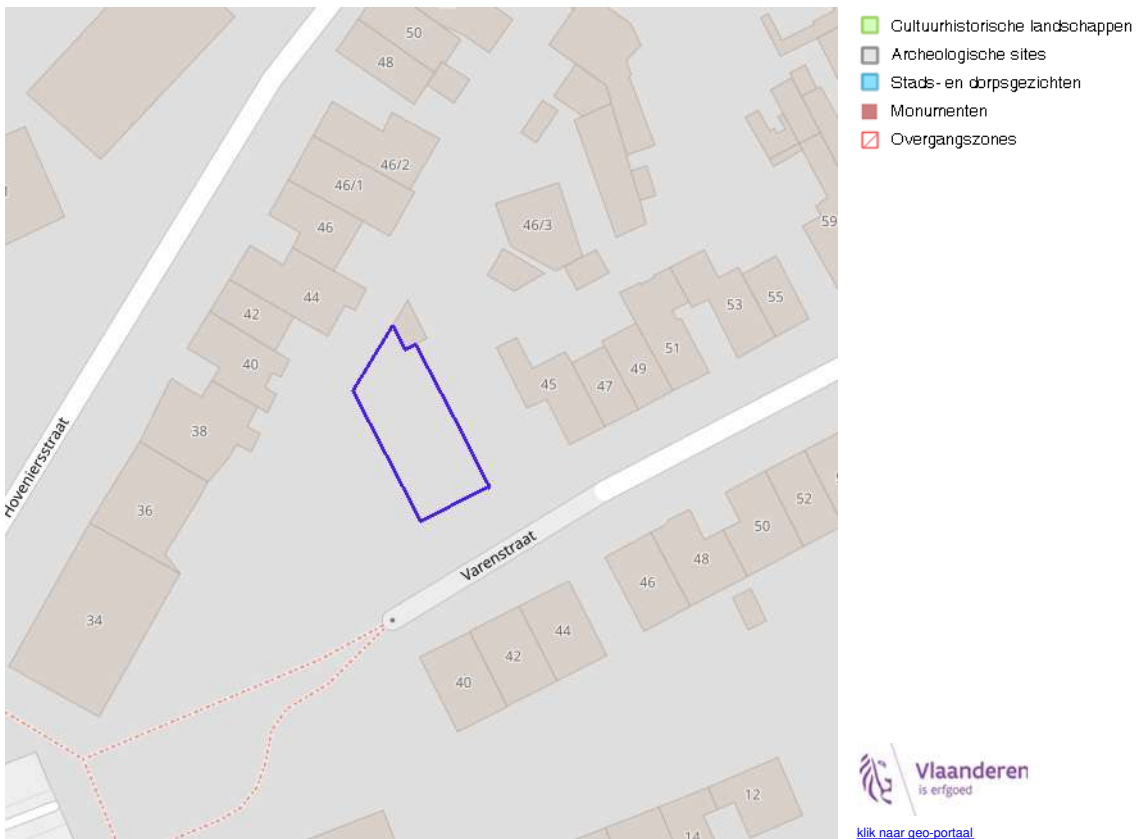 50
48
46/2
46/1
46
46/3
59
44
42
40
53
55
51
49
47
45
38
36
34
Hoveniersstraat
Varenstraat
52
50
48
46
44
42
40
12
14
Cultuurhistorische landschappen
Archeologische sites
Stads- en dorpsgezichten
Monumenten
Overgangszones
Vlaanderen
is erfgoed
klik naar geo-portaal